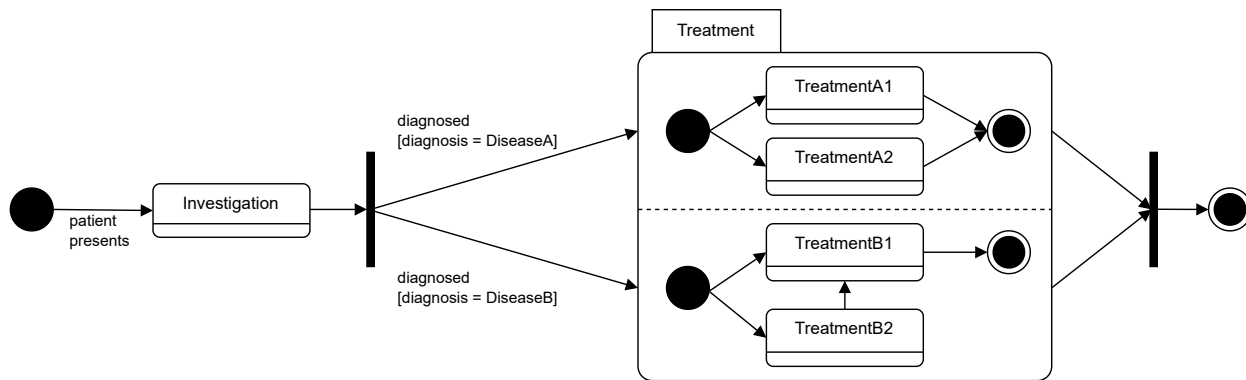 Treatment
TreatmentA1
diagnosed
[diagnosis = DiseaseA]
TreatmentA2
Investigation
patient
presents
TreatmentB1
diagnosed
[diagnosis = DiseaseB]
TreatmentB2